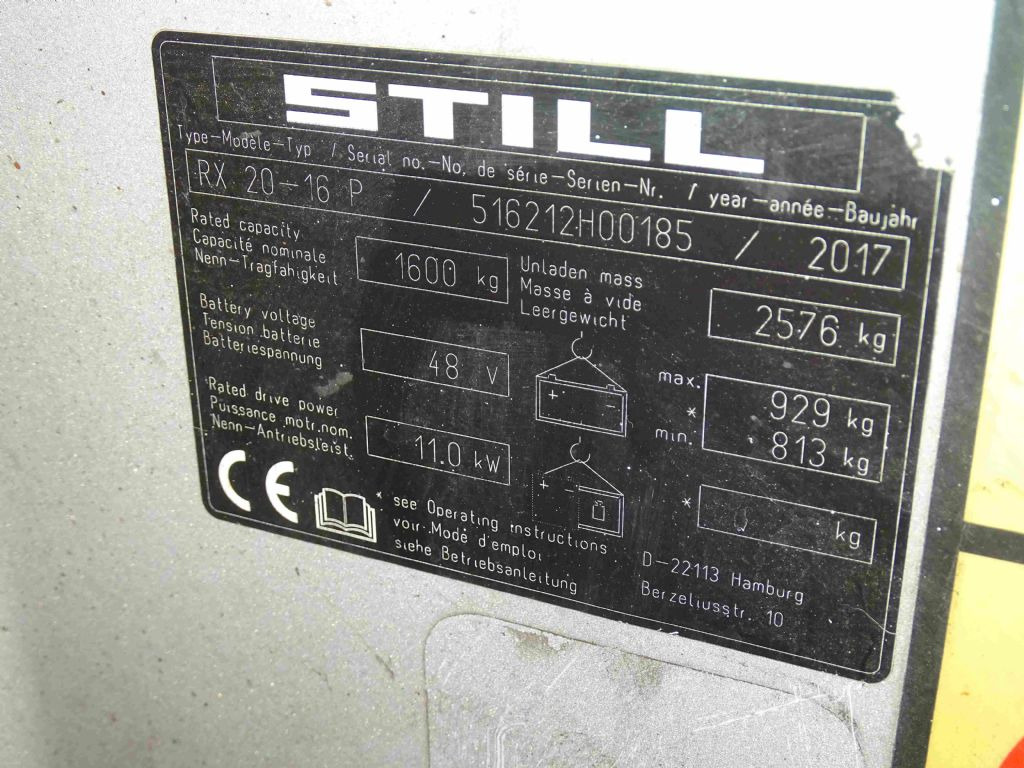 STILL
Type-Modèle-Typ / Serial no.-No. de série-Serien-Nr. / year-année-Baujahr
RX 20-16 P / 516212H00185 / 2017
Rated capacity
Capacité nominale
Nenn-Tragfähigkeit
1600 kg
Unladen mass
Masse à vide
Leergewicht
2576 kg
Battery voltage
Tension batterie
Batteriespannung
48 V
+ -
max. 929 kg
*
min. 813 kg
Rated drive power
Puissance motr.nom.
Nenn-Antriebsleist.
11.0 kW
+ -
* 0 kg
CE
* see Operating instructions
voir Mode d'emploi
siehe Betriebsanleitung
D-22113 Hamburg
Berzeliusstr. 10